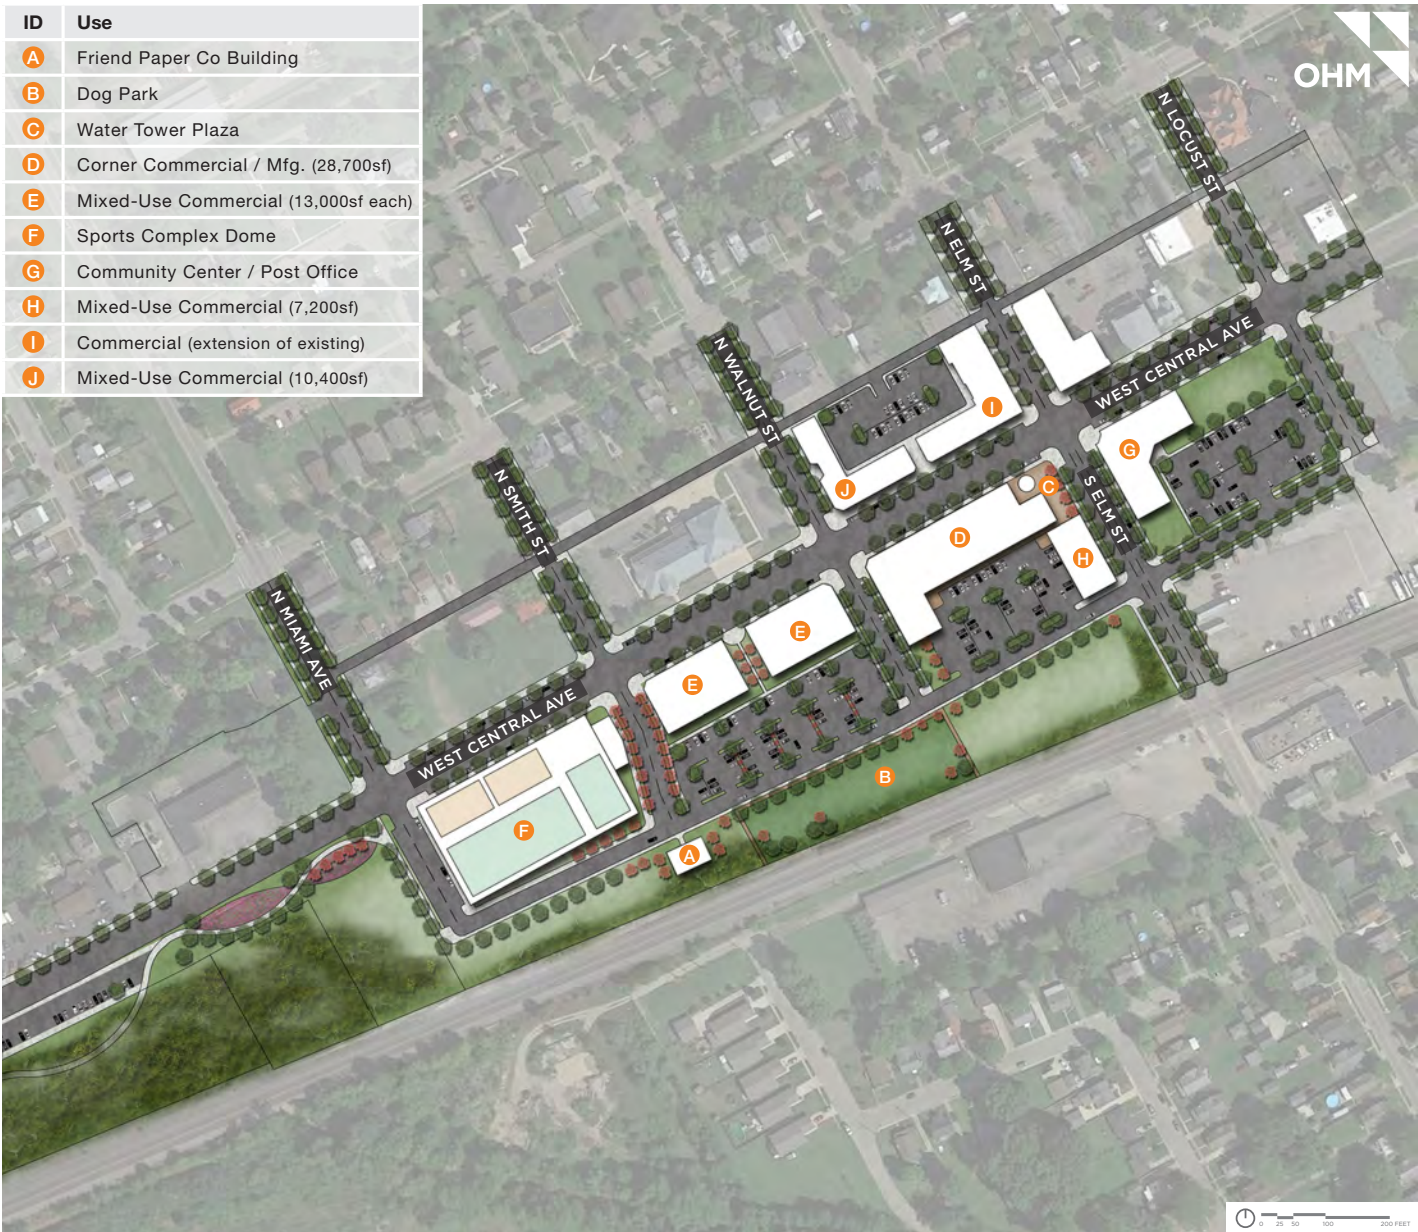 ID Use
A Friend Paper Co Building
B Dog Park
C Water Tower Plaza
D Corner Commercial / Mfg. (28,700sf)
E Mixed-Use Commercial (13,000sf each)
F Sports Complex Dome
G Community Center / Post Office
H Mixed-Use Commercial (7,200sf)
I Commercial (extension of existing)
J Mixed-Use Commercial (10,400sf)
OHM
N LOCUST ST
N ELM ST
WEST CENTRAL AVE
N WALNUT ST
I
G
C
S ELM ST
J
N SMITH ST
D
H
N MIAMI AVE
E
E
WEST CENTRAL AVE
B
F
A
0 25 50 100 200 FEET